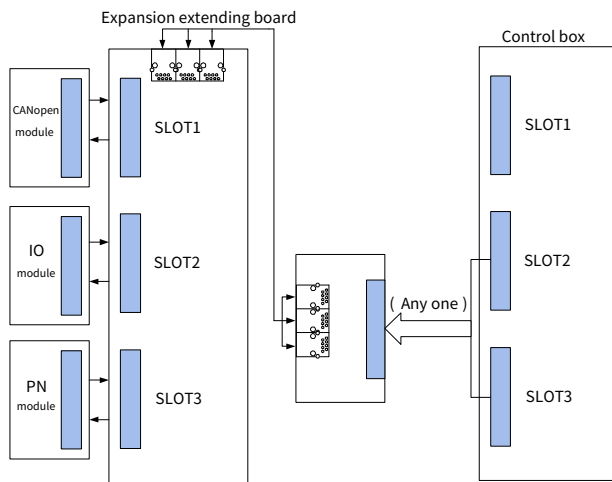 Expansion extending board
Control box
CANopen
module
SLOT1
SLOT1
IO
module
SLOT2
( Any one )
SLOT2
PN
module
SLOT3
SLOT3